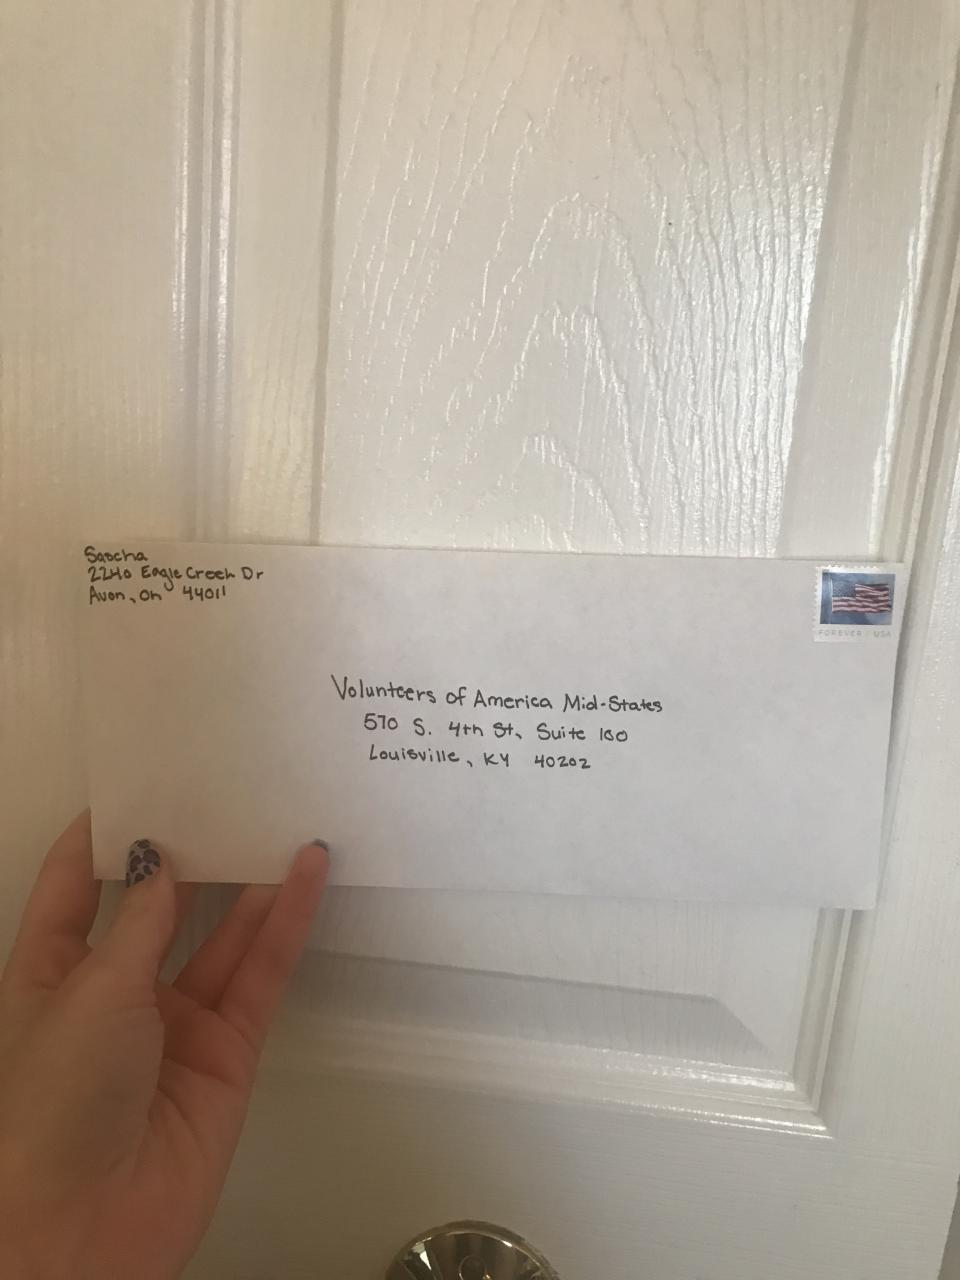 Sascha
2240 Eagle Creek Dr
Avon, Oh 44011
FOREVER / USA
Volunteers of America Mid-States
570 S. 4th St, Suite 100
Louisville, KY 40202